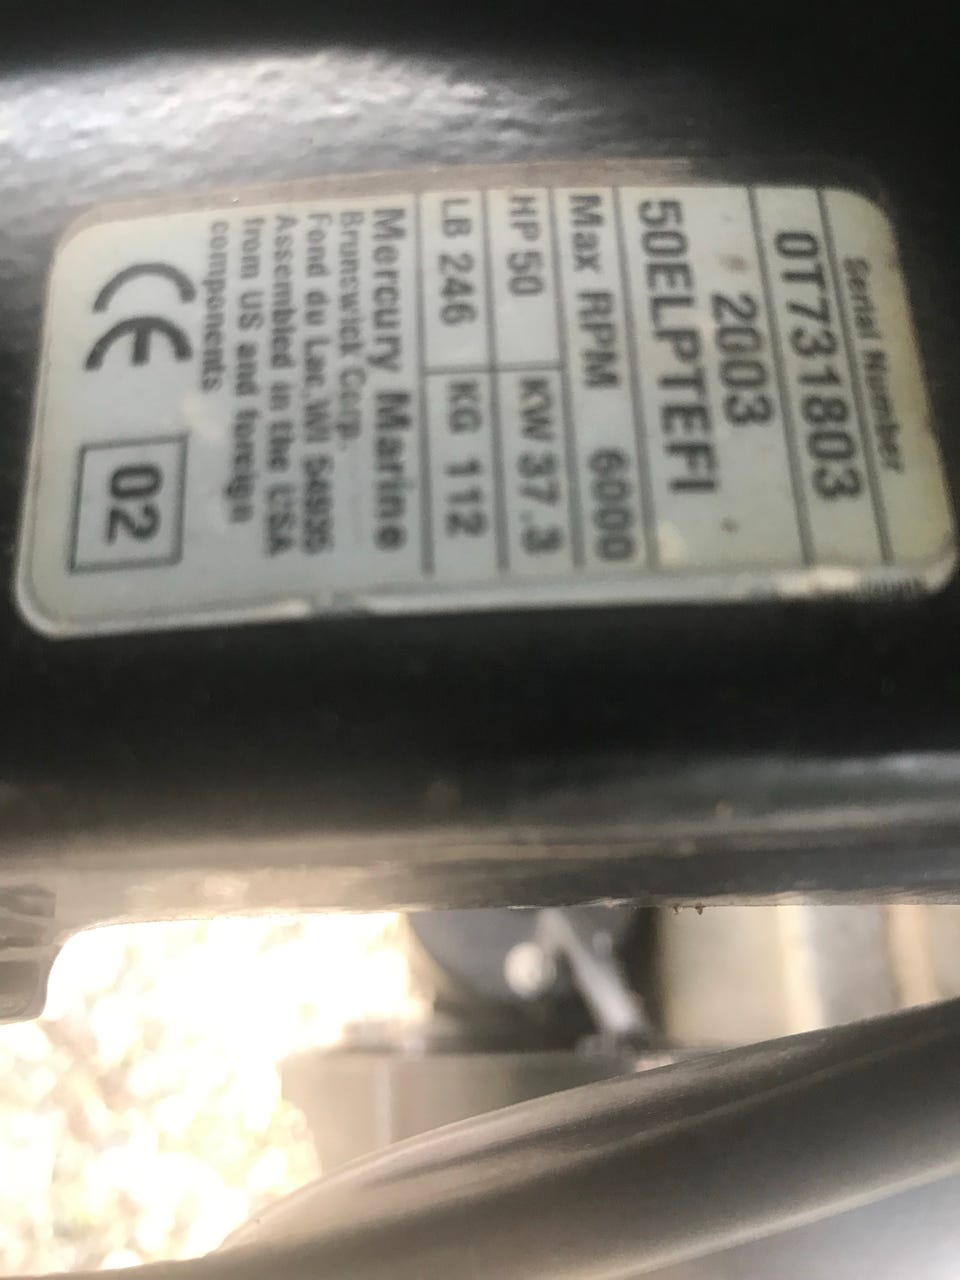 Serial Number
0T731803
2003
50ELPTEFI
Max RPM 6000
HP 50 KW 37.3
LB 246 KG 112
Mercury Marine
Brunswick Corp.
Fond du Lac, WI 54935
Assembled in the USA
from US and foreign
components
CE 02